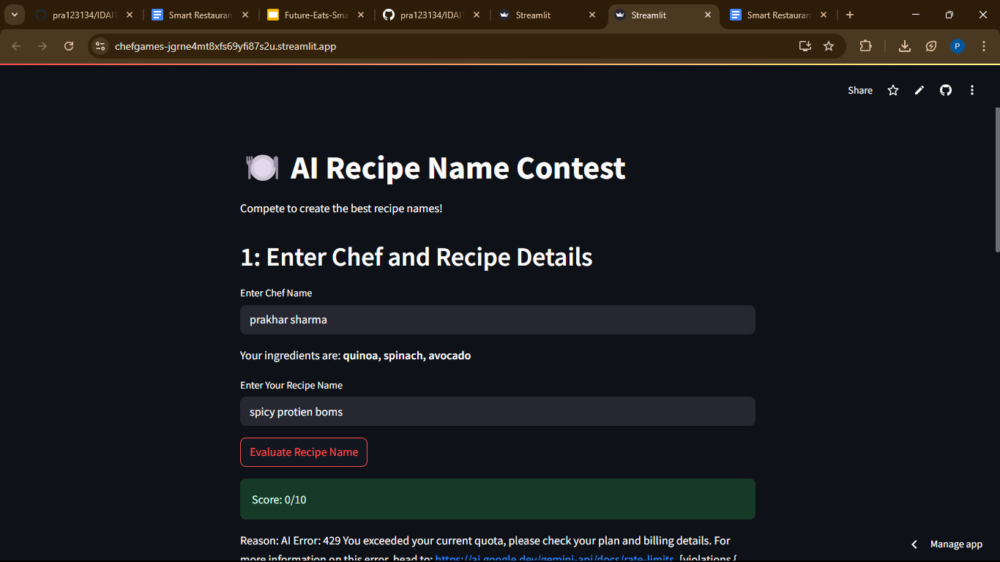 pra123134/IDAI1
Smart Restauran
Future-Eats-Sma
pra123134/IDAI1
Streamlit
Streamlit
Smart Restauran
chefgames-jgrne4mt8xfs69yfi87s2u.streamlit.app
P
Share
AI Recipe Name Contest
Compete to create the best recipe names!
1: Enter Chef and Recipe Details
Enter Chef Name
prakhar sharma
Your ingredients are: quinoa, spinach, avocado
Enter Your Recipe Name
spicy protien boms
Evaluate Recipe Name
Score: 0/10
Reason: AI Error: 429 You exceeded your current quota, please check your plan and billing details. For
more information on this error, head to: https://ai.google.dev/gemini-api/docs/rate-limits. [violations {
Manage app